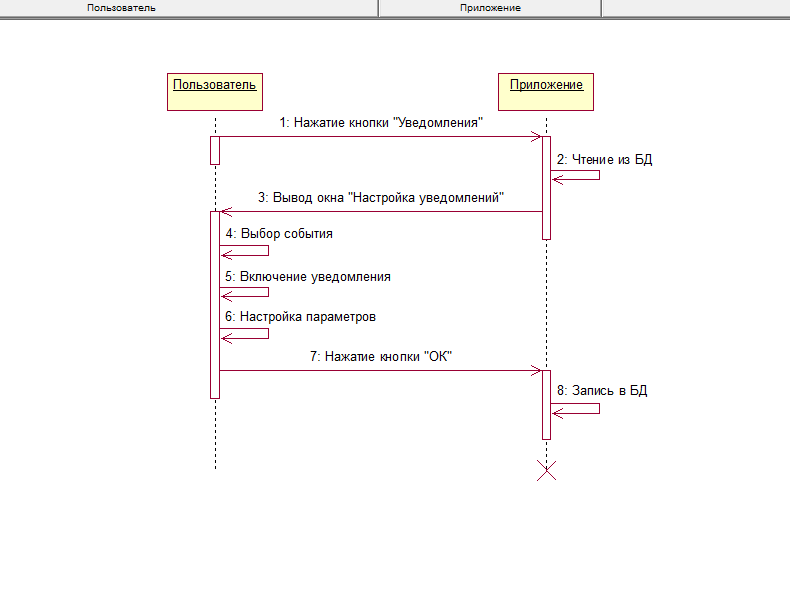 Пользователь
Приложение
Пользователь
Приложение
1: Нажатие кнопки "Уведомления"
2: Чтение из БД
3: Вывод окна "Настройка уведомлений"
4: Выбор события
5: Включение уведомления
6: Настройка параметров
7: Нажатие кнопки "ОК"
8: Запись в БД